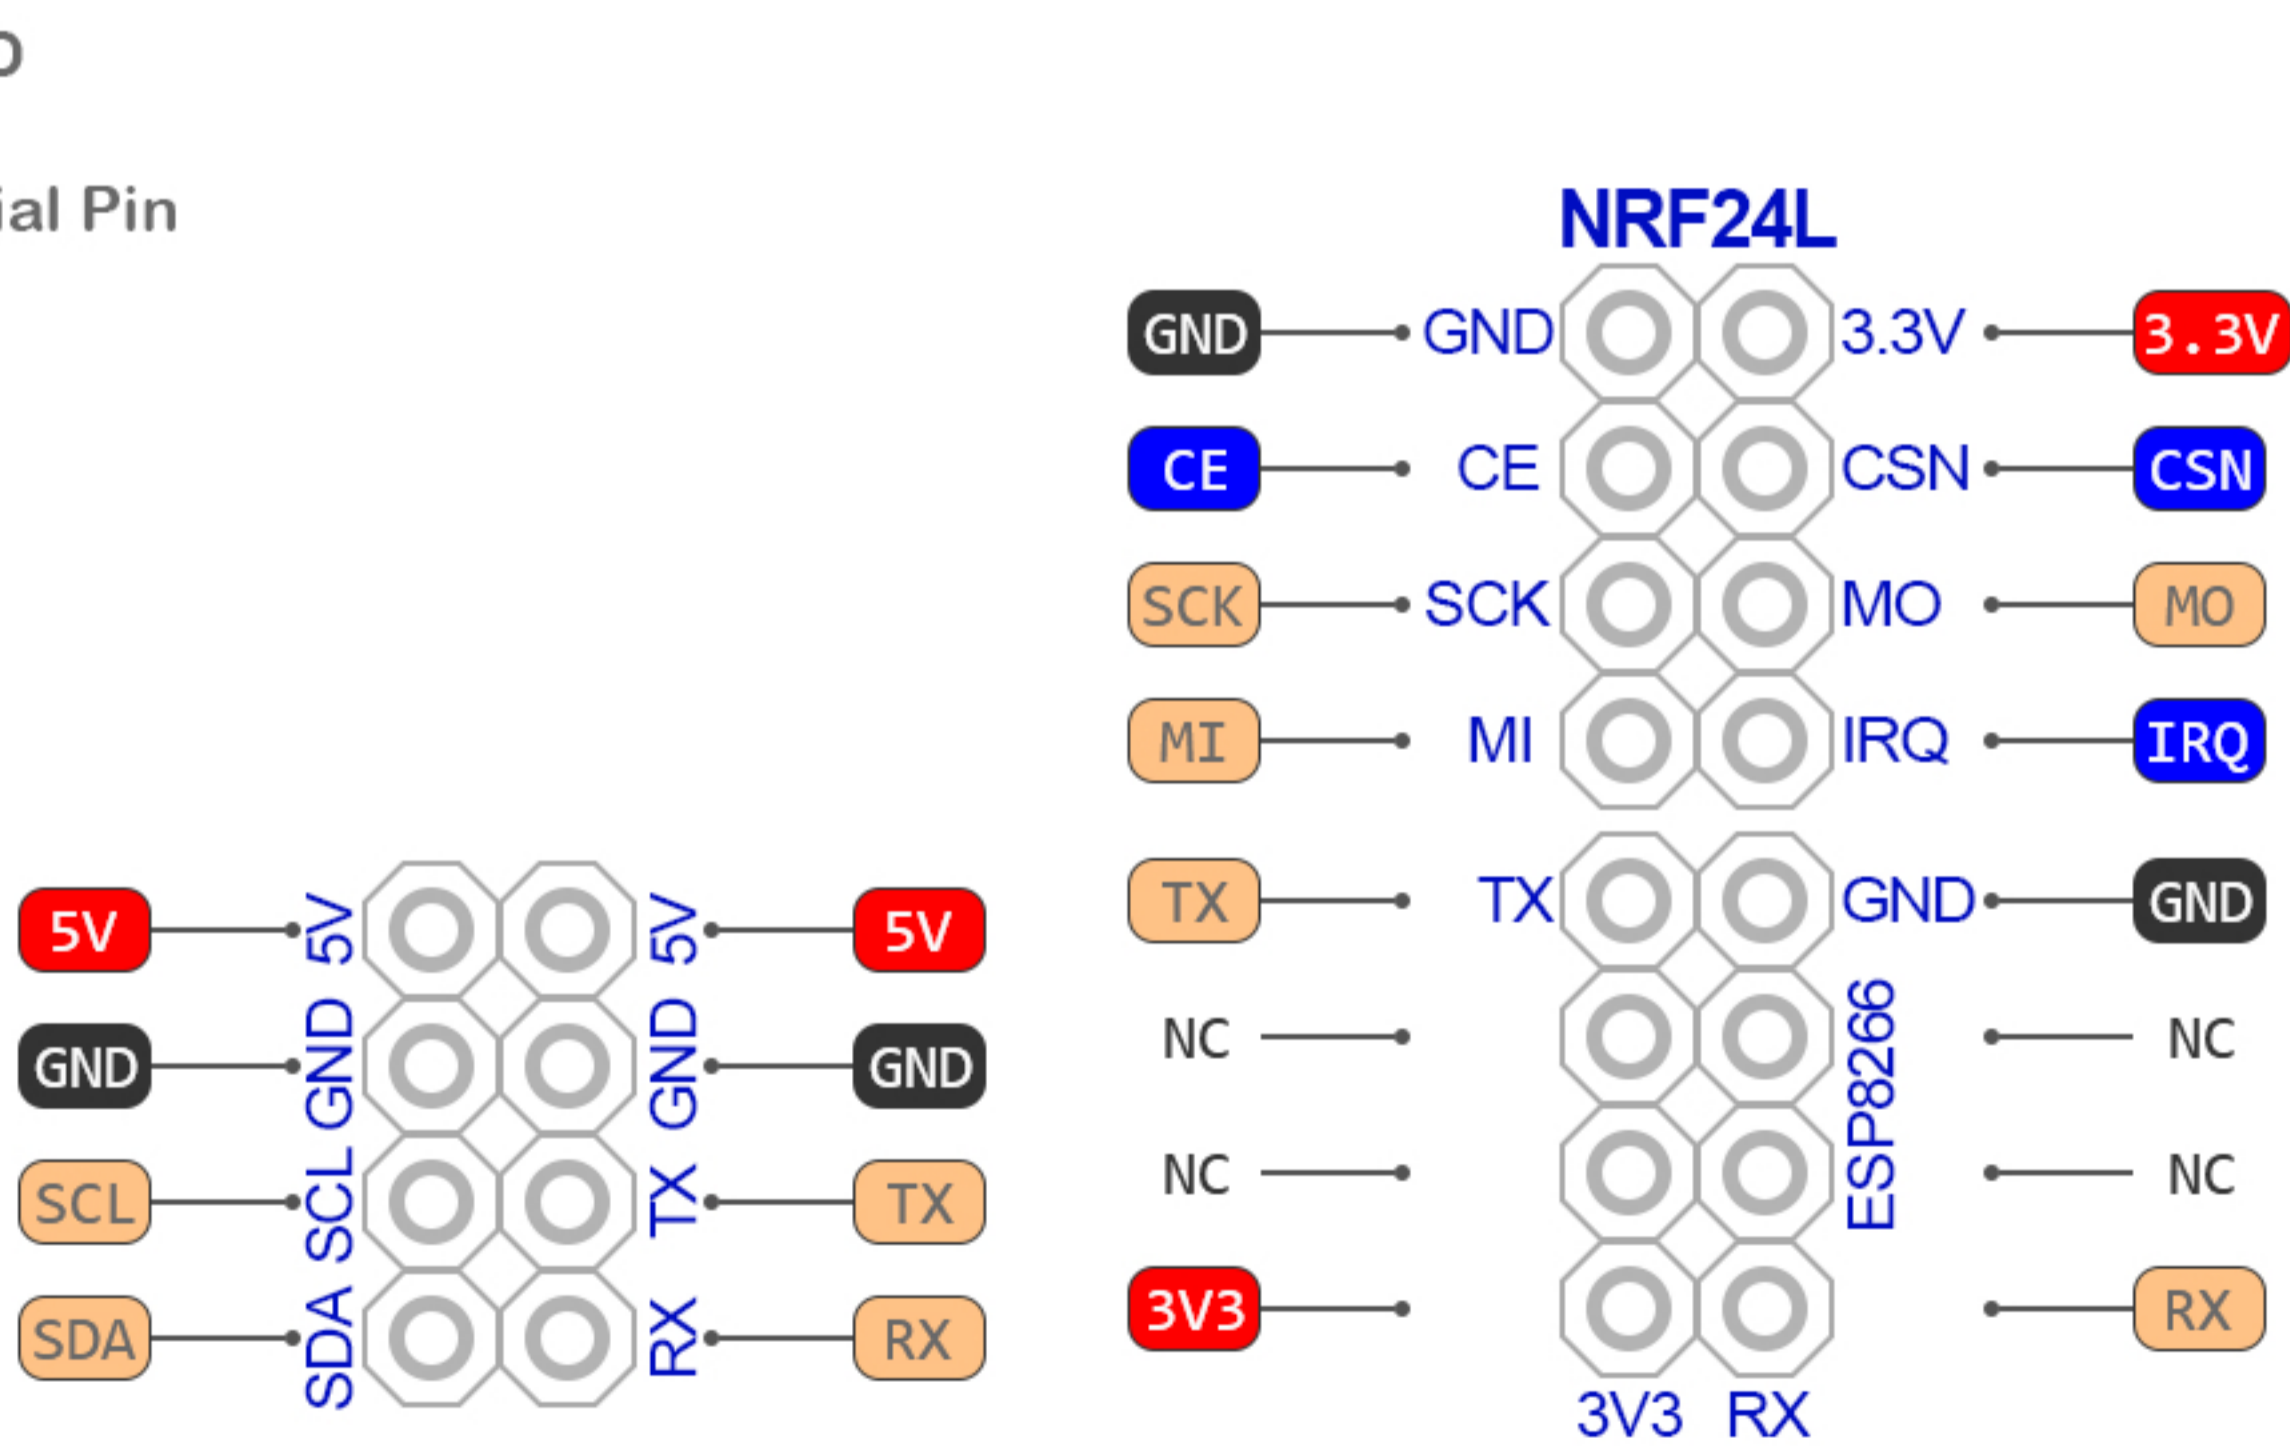 ial Pin
NRF24L
GND GND 3.3V 3.3V
CE CE CSN CSN
SCK SCK MO MO
MI MI IRQ IRQ
TX TX GND GND
NC NC
NC NC
ESP8266
3V3 RX
3V3 RX
5V 5V 5V 5V
GND GND GND GND
SCL SCL TX TX
SDA SDA RX RX